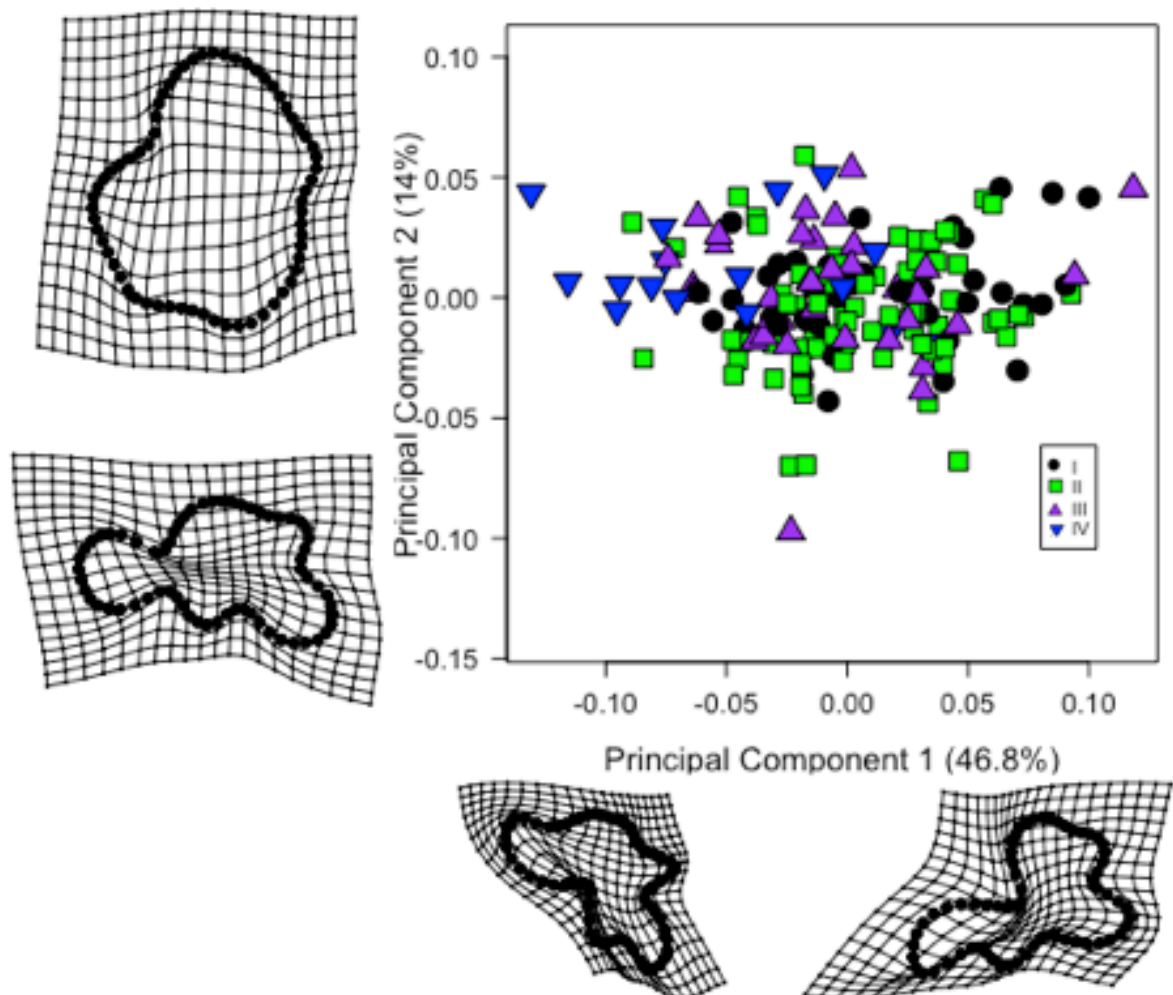 0.10
0.05
0.00
-0.05
-0.10
-0.15
Principal Component 2 (14%)
I
II
III
IV
-0.10
-0.05
0.00
0.05
0.10
Principal Component 1 (46.8%)